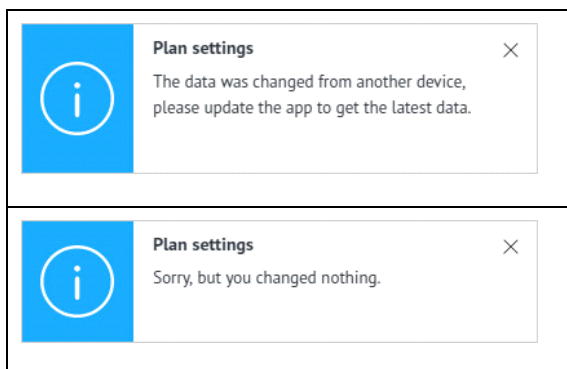 Plan settings
The data was changed from another device,
please update the app to get the latest data.
Plan settings
Sorry, but you changed nothing.